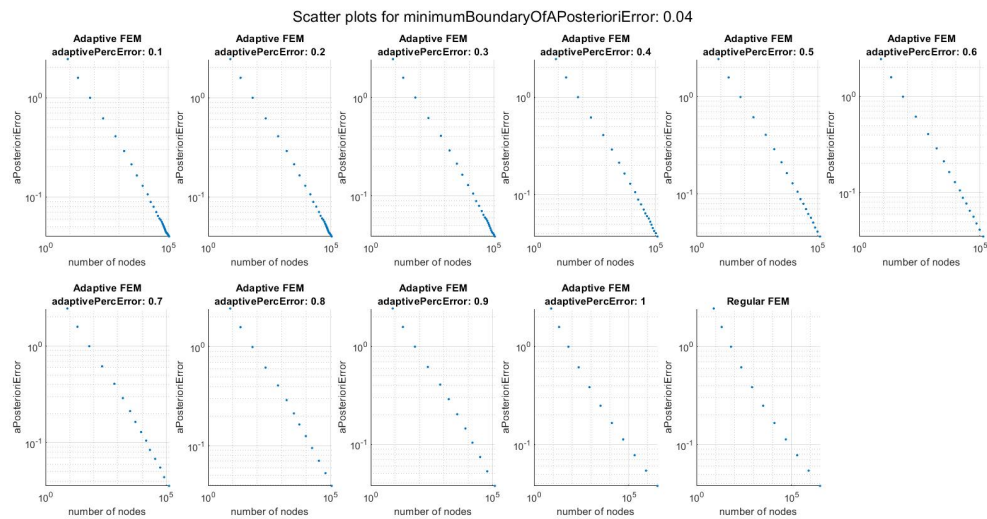 Scatter plots for minimumBoundaryOfAPosterioriError: 0.04
Adaptive FEM
adaptivePercError: 0.1
10^0
10^-1
aPosterioriError
10^0
10^5
number of nodes
Adaptive FEM
adaptivePercError: 0.2
10^0
10^-1
aPosterioriError
10^0
10^5
number of nodes
Adaptive FEM
adaptivePercError: 0.3
10^0
10^-1
aPosterioriError
10^0
10^5
number of nodes
Adaptive FEM
adaptivePercError: 0.4
10^0
10^-1
aPosterioriError
10^0
10^5
number of nodes
Adaptive FEM
adaptivePercError: 0.5
10^0
10^-1
aPosterioriError
10^0
10^5
number of nodes
Adaptive FEM
adaptivePercError: 0.6
10^0
10^-1
aPosterioriError
10^0
10^5
number of nodes
Adaptive FEM
adaptivePercError: 0.7
10^0
10^-1
aPosterioriError
10^0
10^5
number of nodes
Adaptive FEM
adaptivePercError: 0.8
10^0
10^-1
aPosterioriError
10^0
10^5
number of nodes
Adaptive FEM
adaptivePercError: 0.9
10^0
10^-1
aPosterioriError
10^0
10^5
number of nodes
Adaptive FEM
adaptivePercError: 1
10^0
10^-1
aPosterioriError
10^0
10^5
number of nodes
Regular FEM
10^0
10^-1
aPosterioriError
10^0
10^5
number of nodes